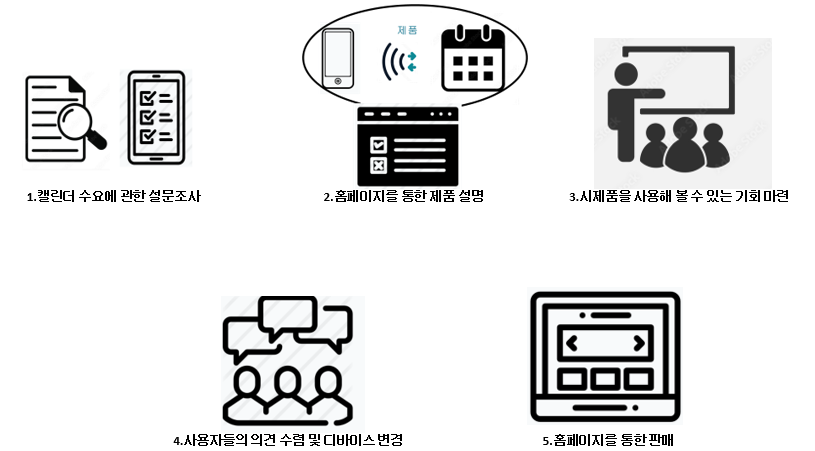 제품
1.캘린더 수요에 관한 설문조사
2.홈페이지를 통한 제품 설명
3.시제품을 사용해 볼 수 있는 기회 마련
4.사용자들의 의견 수렴 및 디바이스 변경
5.홈페이지를 통한 판매